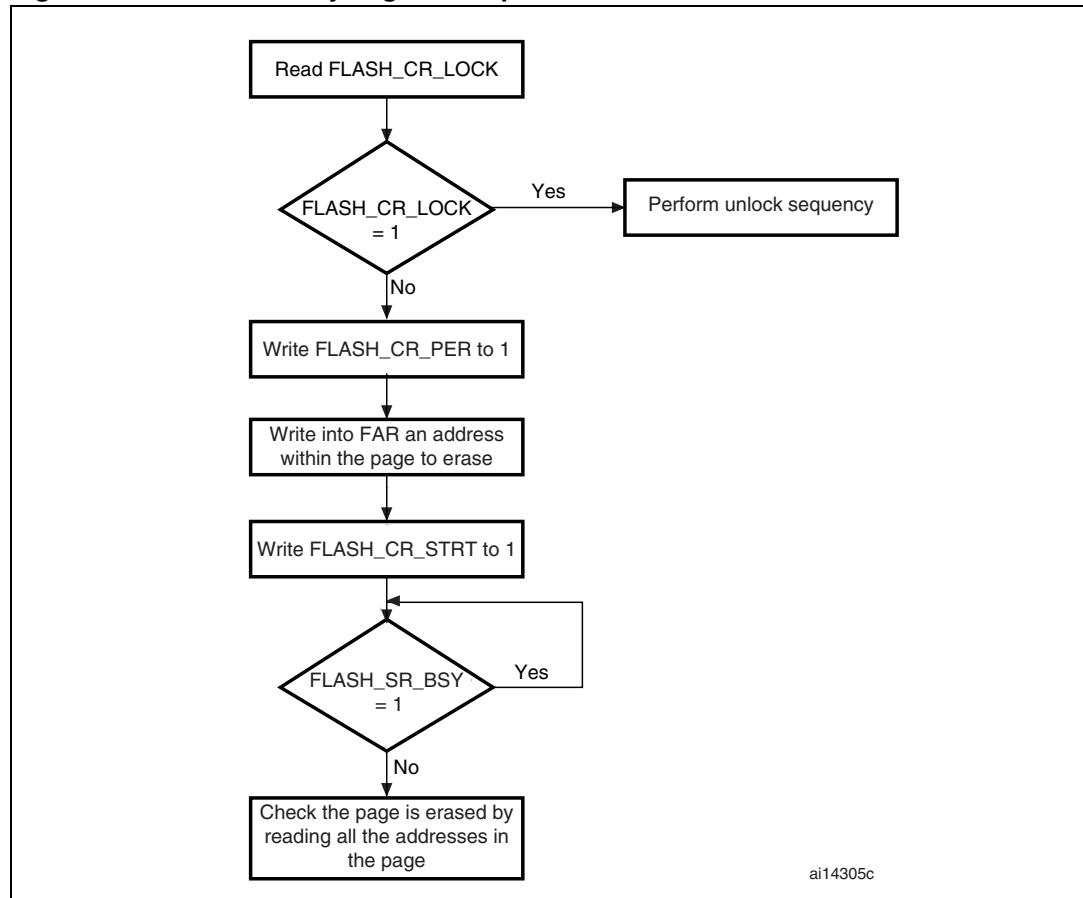 Read FLASH_CR_LOCK
FLASH_CR_LOCK
= 1
Yes
Perform unlock sequency
No
Write FLASH_CR_PER to 1
Write into FAR an address
within the page to erase
Write FLASH_CR_STRT to 1
FLASH_SR_BSY
= 1
Yes
No
Check the page is erased by
reading all the addresses in
the page
ai14305c